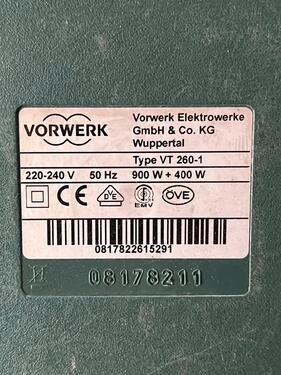 VORWERK
Vorwerk Elektrowerke
GmbH & Co. KG
Wuppertal
Type VT 260-1
220-240 V 50 Hz 900 W + 400 W
CE DVE EMV ÖVE
0817822615291
08178211